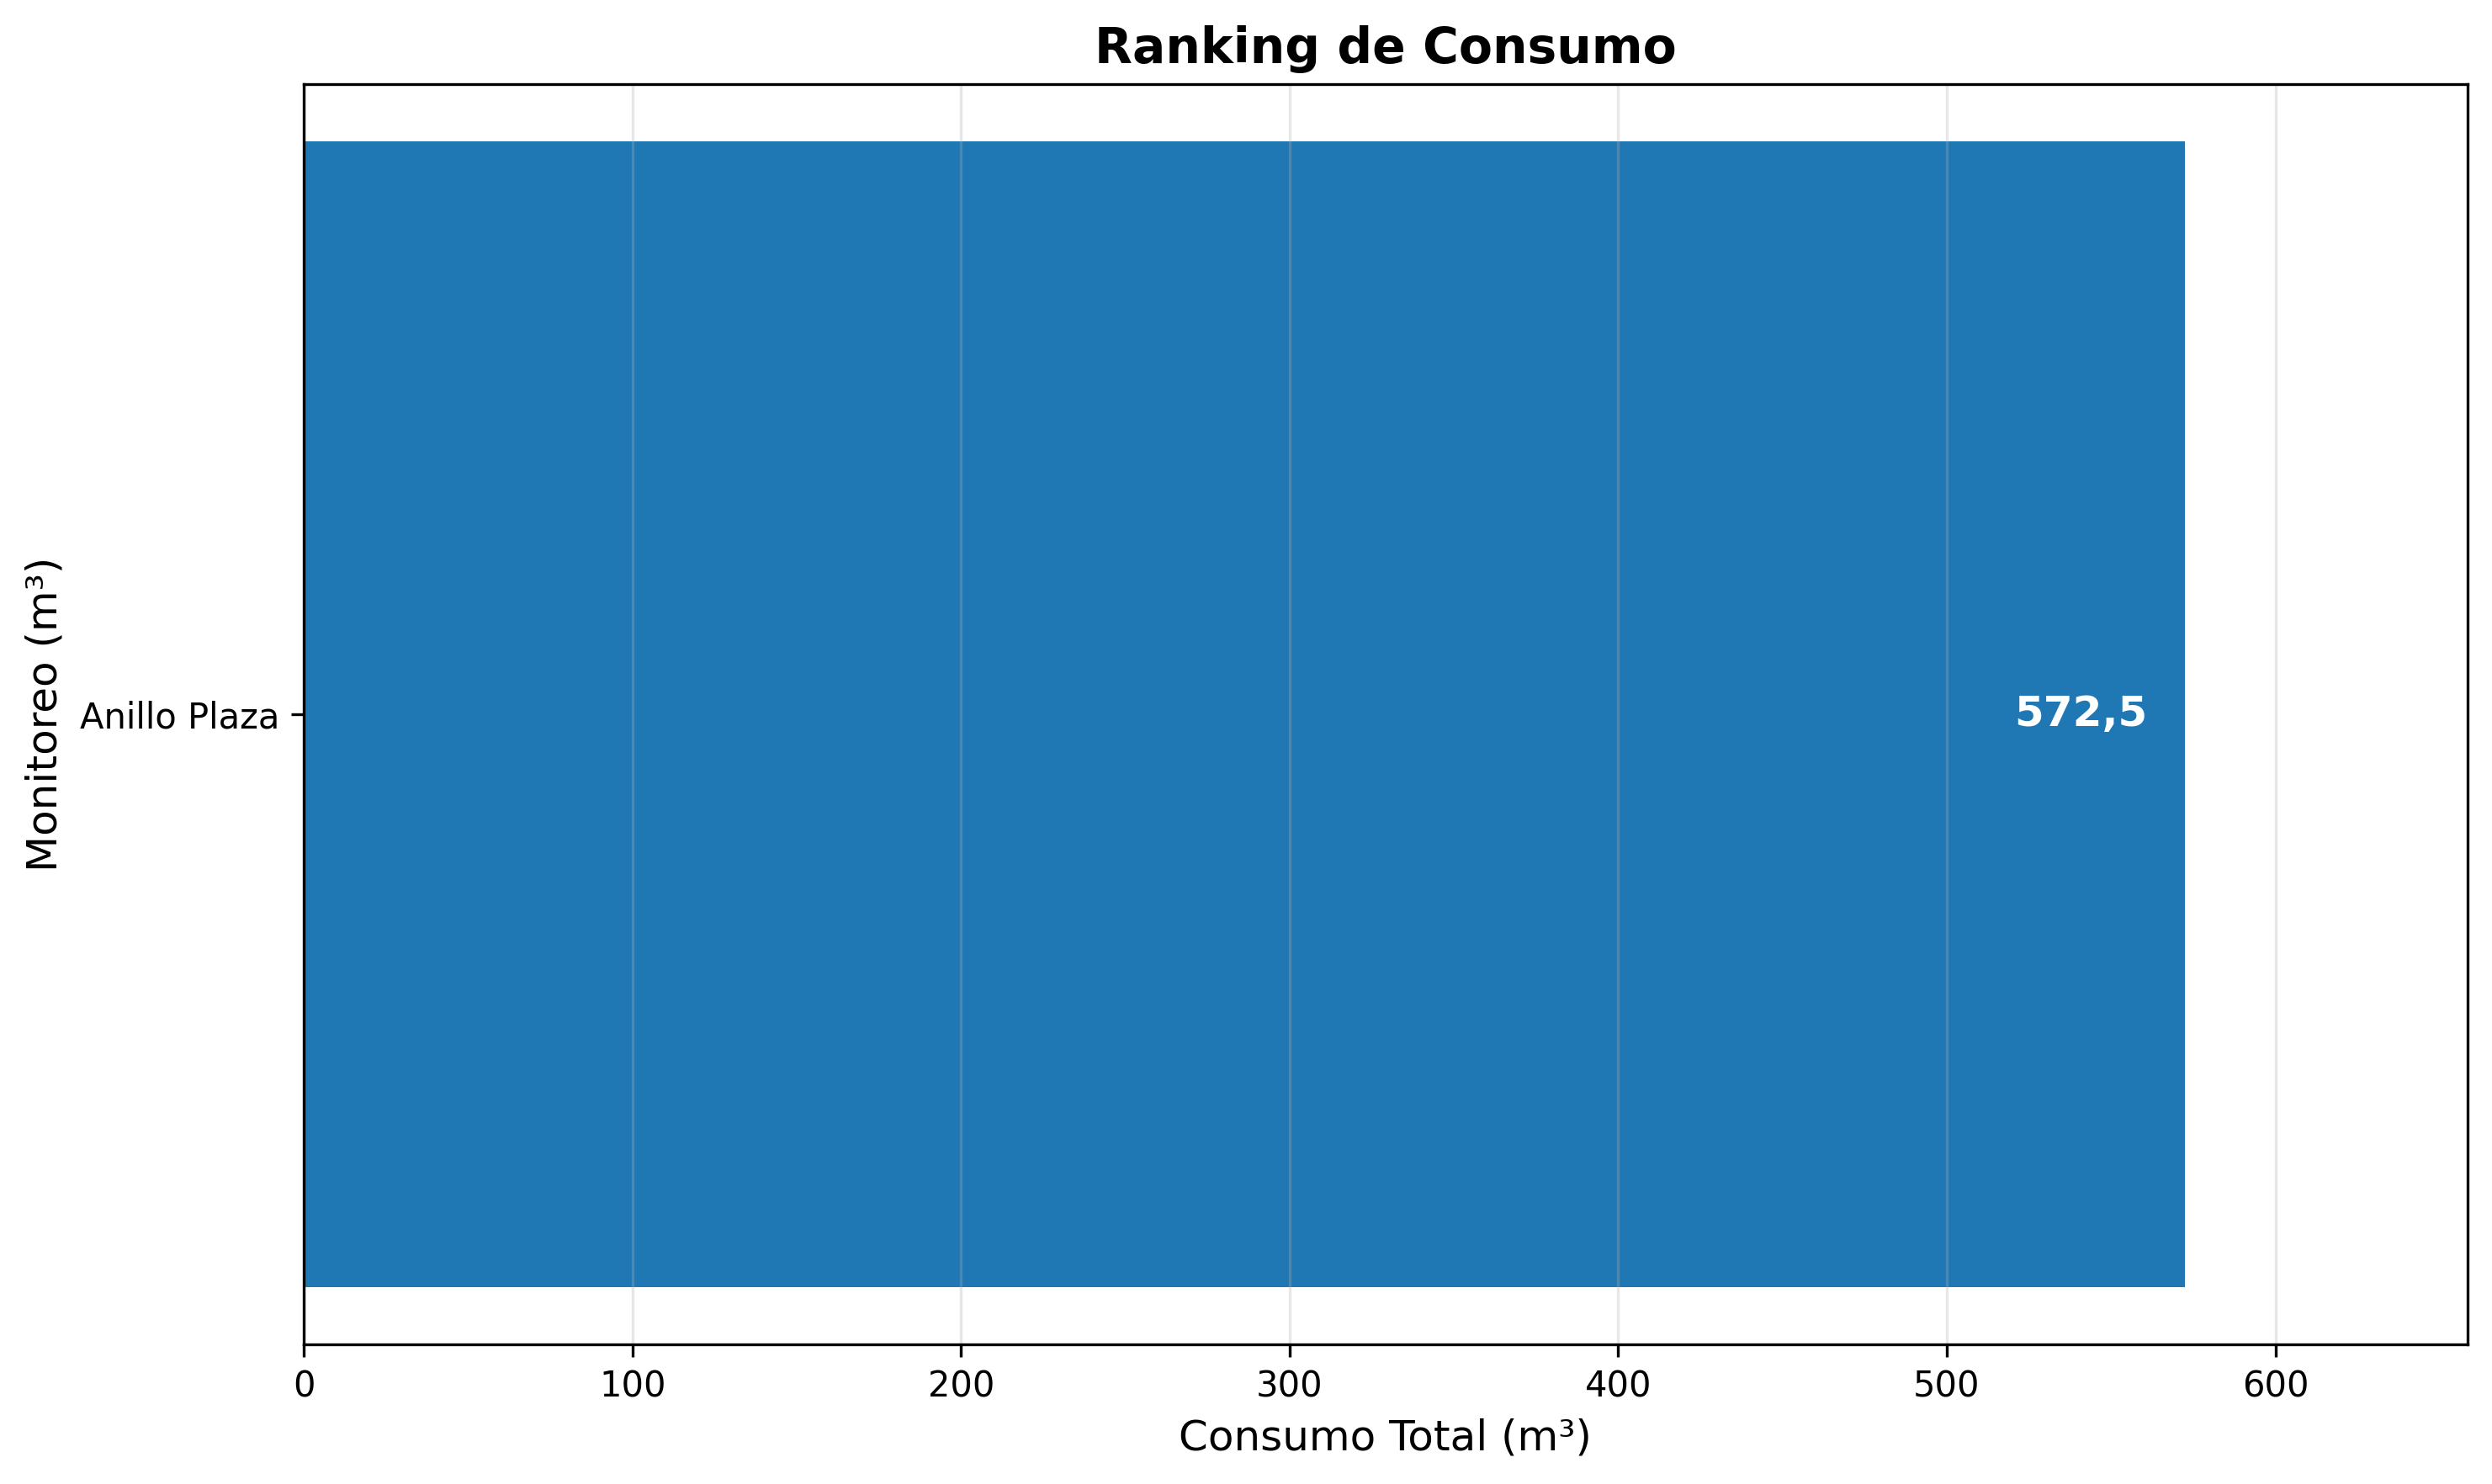 Ranking de Consumo
Monitoreo (m³)
Anillo Plaza
572,5
0 100 200 300 400 500 600
Consumo Total (m³)